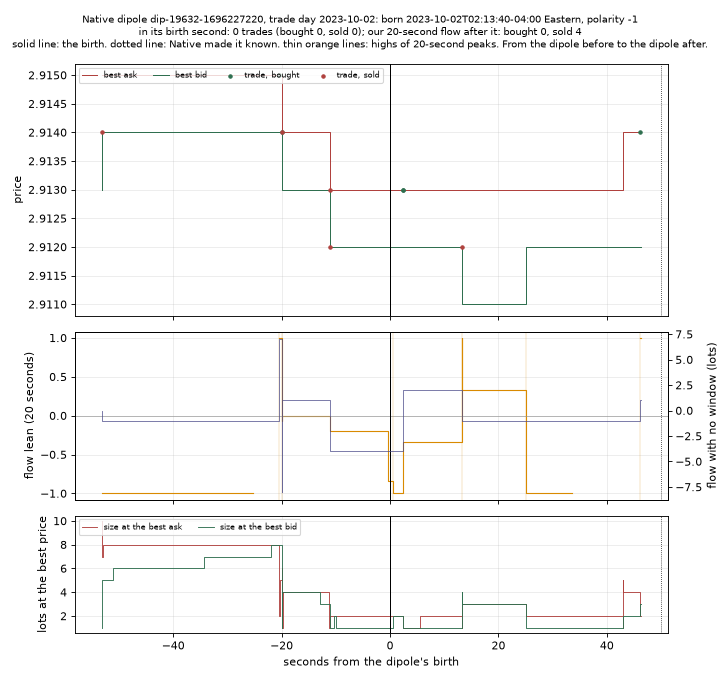 Native dipole dip-19632-1696227220, trade day 2023-10-02: born 2023-10-02T02:13:40-04:00 Eastern, polarity -1
in its birth second: 0 trades (bought 0, sold 0); our 20-second flow after it: bought 0, sold 4
solid line: the birth. dotted line: Native made it known. thin orange lines: highs of 20-second peaks. From the dipole before to the dipole after.
best ask best bid trade, bought trade, sold
2.9150
2.9145
2.9140
2.9135
2.9130
2.9125
2.9120
2.9115
2.9110
price
1.0
0.5
0.0
−0.5
−1.0
flow lean (20 seconds)
7.5
5.0
2.5
0.0
−2.5
−5.0
−7.5
flow with no window (lots)
size at the best ask size at the best bid
10
8
6
4
2
lots at the best price
−40 −20 0 20 40
seconds from the dipole's birth